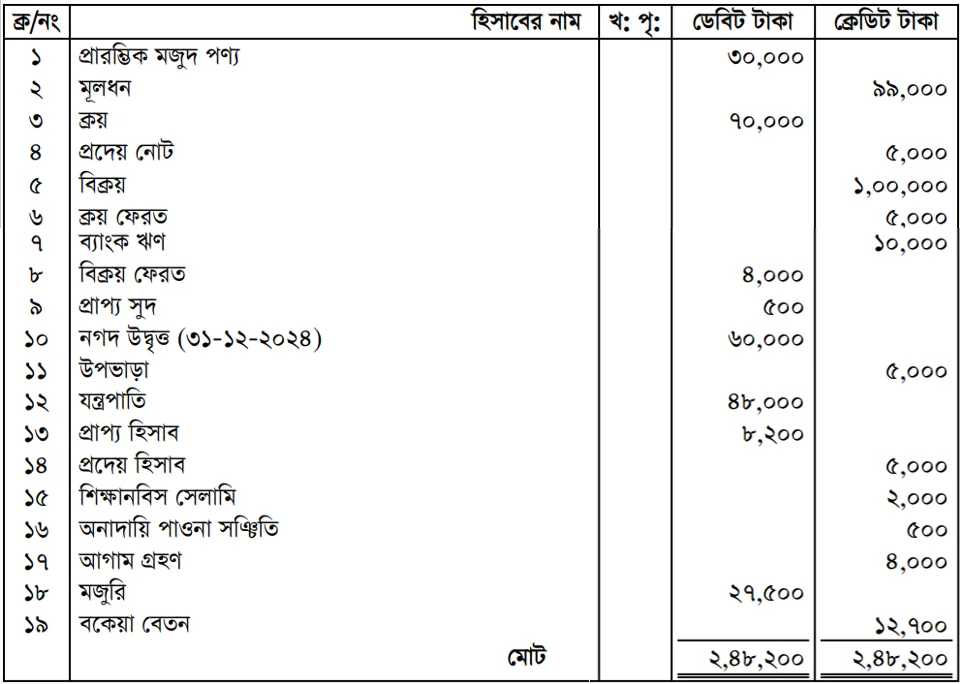 ক্র/নং হিসাবের নাম খ: পৃ: ডেবিট টাকা ক্রেডিট টাকা
১ প্রারম্ভিক মজুদ পণ্য ৩০,০০০
২ মূলধন ৯৯,০০০
৩ ক্রয় ৭০,০০০
৪ প্রদেয় নোট ৫,০০০
৫ বিক্রয় ১,০০,০০০
৬ ক্রয় ফেরত ৫,০০০
৭ ব্যাংক ঋণ ১০,০০০
৮ বিক্রয় ফেরত ৪,০০০
৯ প্রাপ্য সুদ ৫০০
১০ নগদ উদ্বৃত্ত (৩১-১২-২০২৪) ৬০,০০০
১১ উপভাড়া ৫,০০০
১২ যন্ত্রপাতি ৪৮,০০০
১৩ প্রাপ্য হিসাব ৮,২০০
১৪ প্রদেয় হিসাব ৫,০০০
১৫ শিক্ষানবিস সেলামি ২,০০০
১৬ অনাদায়ি পাওনা সঞ্চিতি ৫০০
১৭ আগাম গ্রহণ ৪,০০০
১৮ মজুরি ২৭,৫০০
১৯ বকেয়া বেতন ১২,৭০০
মোট ২,৪৮,২০০ ২,৪৮,২০০